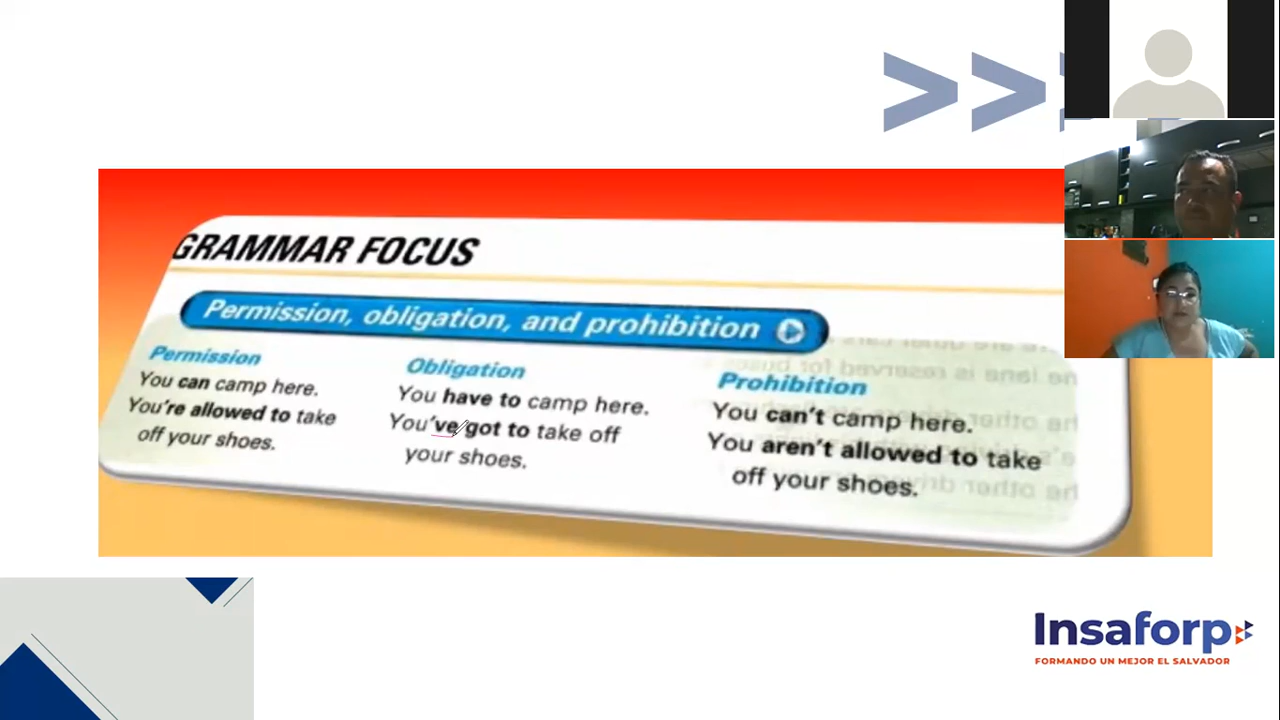 >>
GRAMMAR FOCUS
Permission, obligation, and prohibition
Permission
You can camp here.
You're allowed to take
off your shoes.
Obligation
You have to camp here.
You've got to take off
your shoes.
Prohibition
You can't camp here.
You aren't allowed to take
off your shoes.
Insaforp
FORMANDO UN MEJOR EL SALVADOR